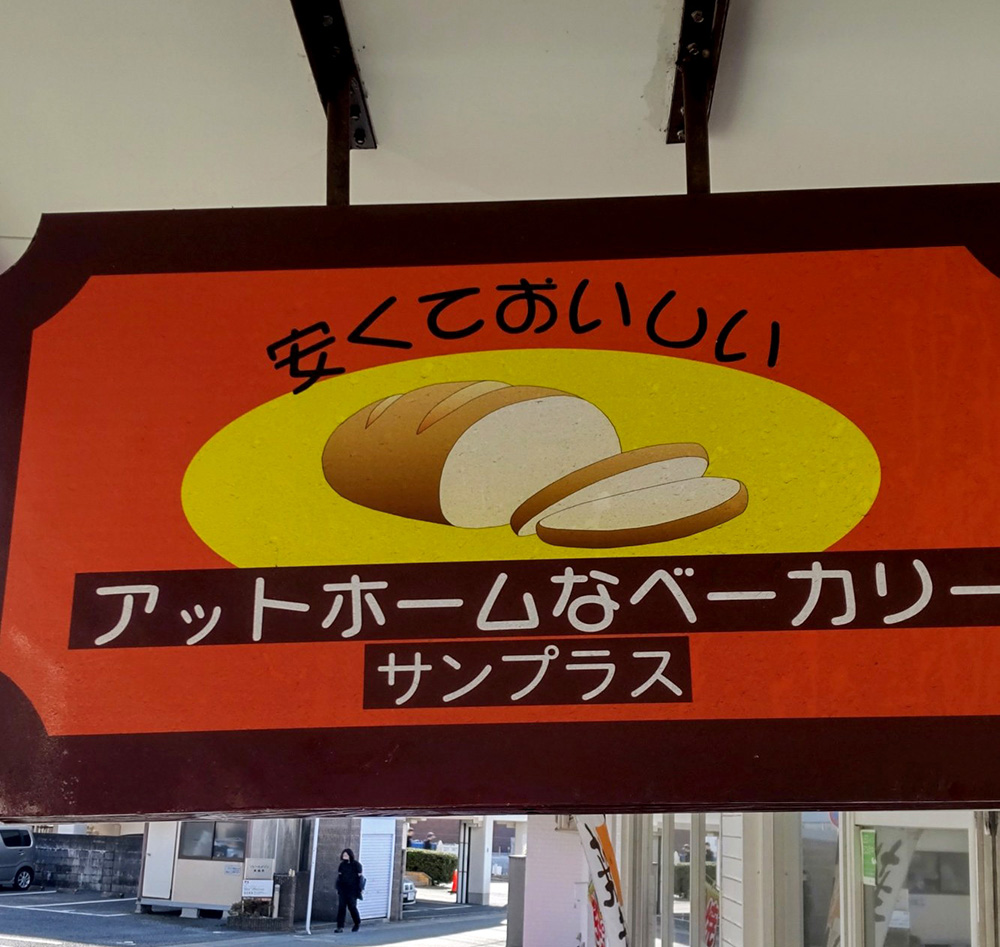 安くておいしい
アットホームなベーカリー
サンプラス